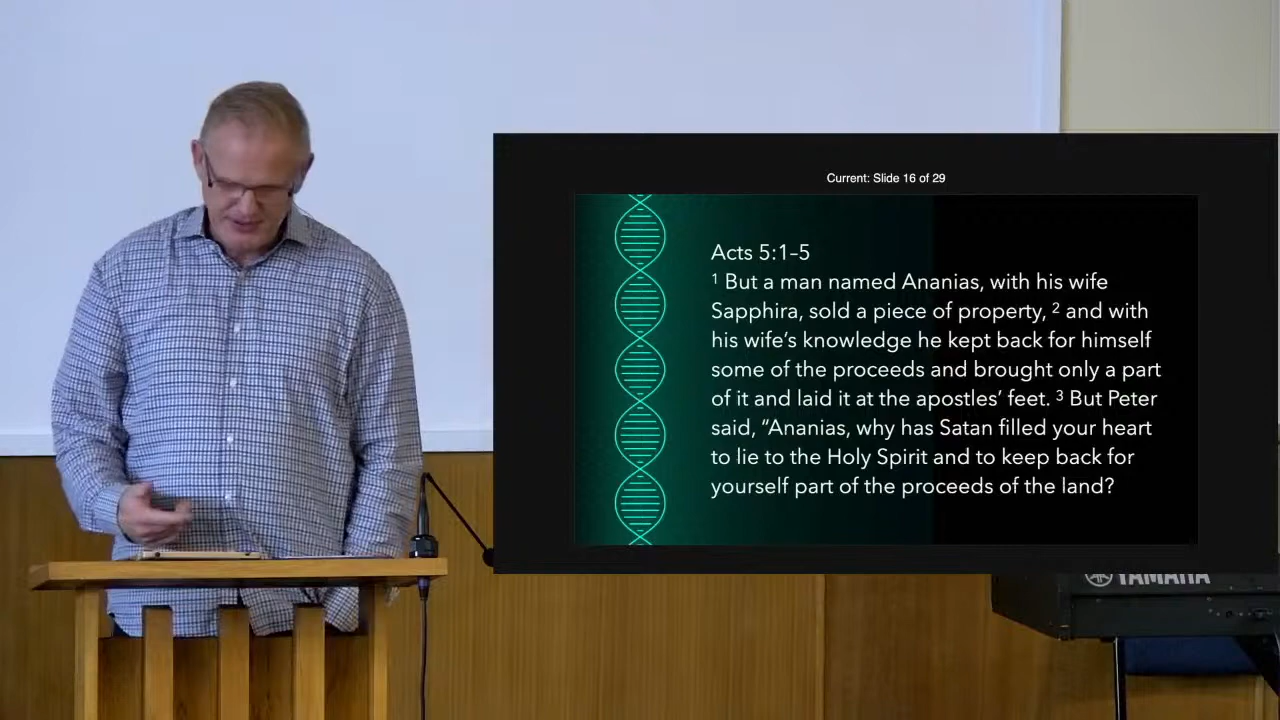 Current: Slide 16 of 29
Acts 5:1–5
¹ But a man named Ananias, with his wife
Sapphira, sold a piece of property, ² and with
his wife’s knowledge he kept back for himself
some of the proceeds and brought only a part
of it and laid it at the apostles’ feet. ³ But Peter
said, “Ananias, why has Satan filled your heart
to lie to the Holy Spirit and to keep back for
yourself part of the proceeds of the land?
YAMAHA